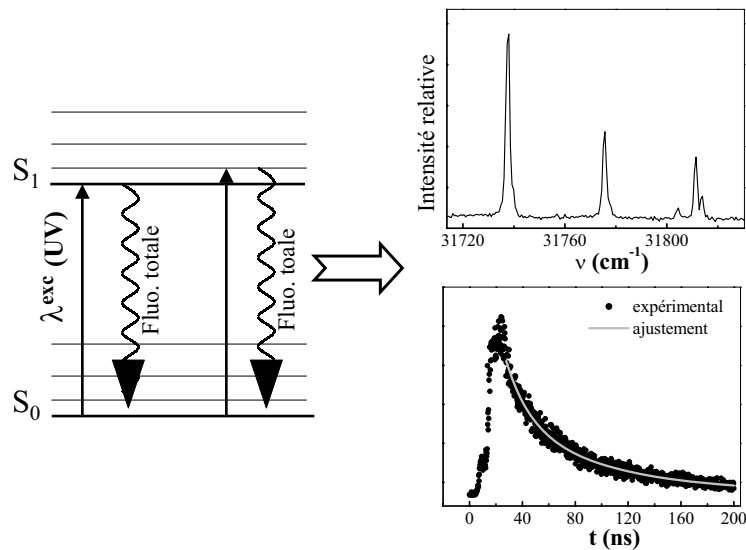 S₁
S₀
λᵉˣᶜ (UV)
Fluo. totale
Fluo. toale
Intensité relative
31720 31760 31800
ν (cm⁻¹)
expérimental
ajustement
0 40 80 120 160 200
t (ns)